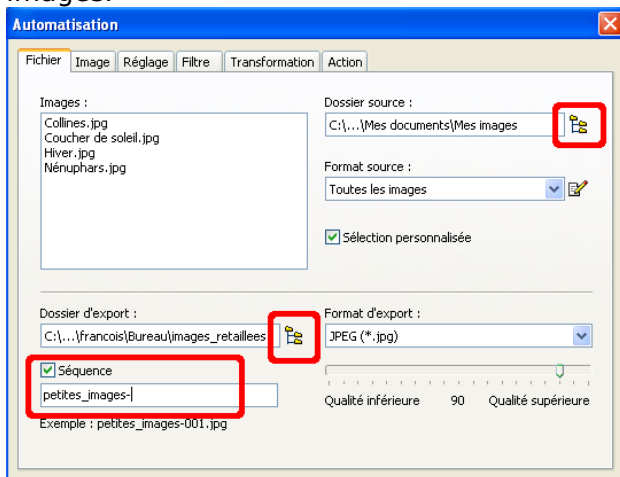 images.
Automatisation
Fichier Image Réglage Filtre Transformation Action
Images :
Collines.jpg
Coucher de soleil.jpg
Hiver.jpg
Nénuphars.jpg
Dossier source :
C:\...\Mes documents\Mes images
Format source :
Toutes les images
Sélection personnalisée
Dossier d'export :
C:\...\francois\Bureau\images_retaillees
Format d'export :
JPEG (*.jpg)
Séquence
petites_images-
Exemple : petites_images-001.jpg
Qualité inférieure 90 Qualité supérieure